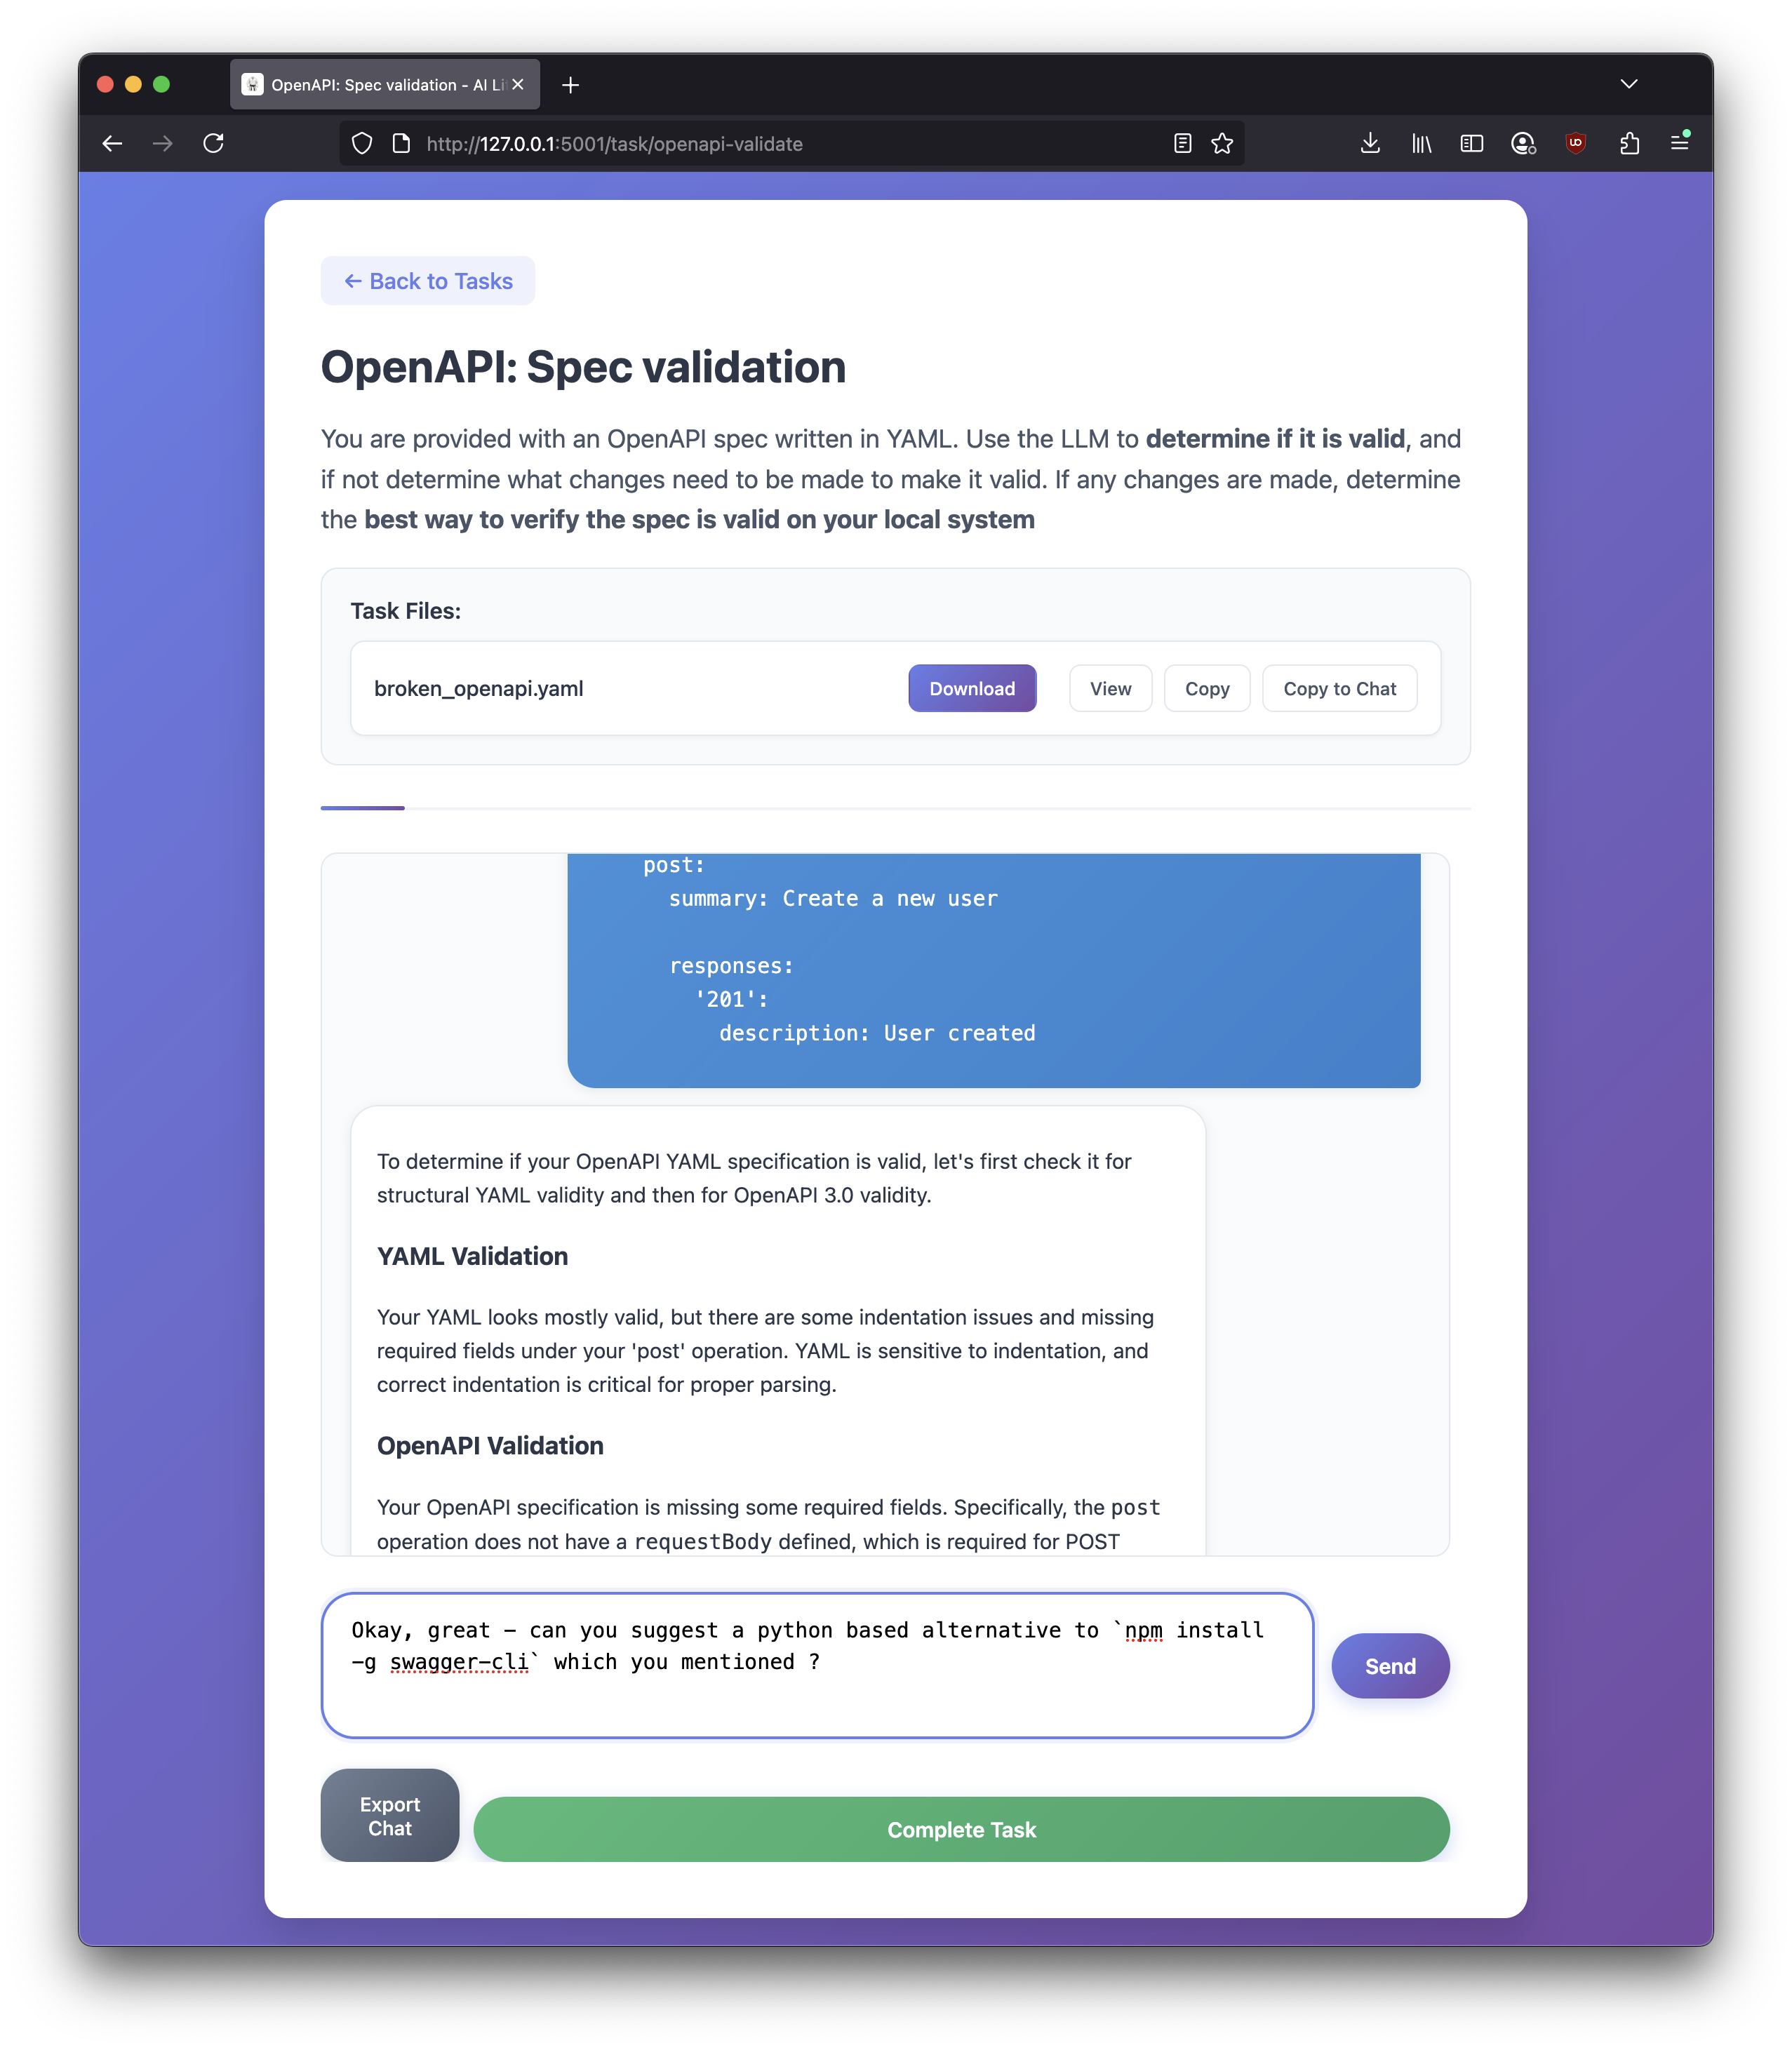 OpenAPI: Spec validation - AI Li
http://127.0.0.1:5001/task/openapi-validate
← Back to Tasks
OpenAPI: Spec validation
You are provided with an OpenAPI spec written in YAML. Use the LLM to determine if it is valid, and
if not determine what changes need to be made to make it valid. If any changes are made, determine
the best way to verify the spec is valid on your local system
Task Files:
broken_openapi.yaml
Download
View
Copy
Copy to Chat
post:
summary: Create a new user
responses:
'201':
description: User created
To determine if your OpenAPI YAML specification is valid, let's first check it for
structural YAML validity and then for OpenAPI 3.0 validity.
YAML Validation
Your YAML looks mostly valid, but there are some indentation issues and missing
required fields under your 'post' operation. YAML is sensitive to indentation, and
correct indentation is critical for proper parsing.
OpenAPI Validation
Your OpenAPI specification is missing some required fields. Specifically, the post
operation does not have a requestBody defined, which is required for POST
Okay, great - can you suggest a python based alternative to `npm install
-g swagger-cli` which you mentioned ?
Send
Export
Chat
Complete Task